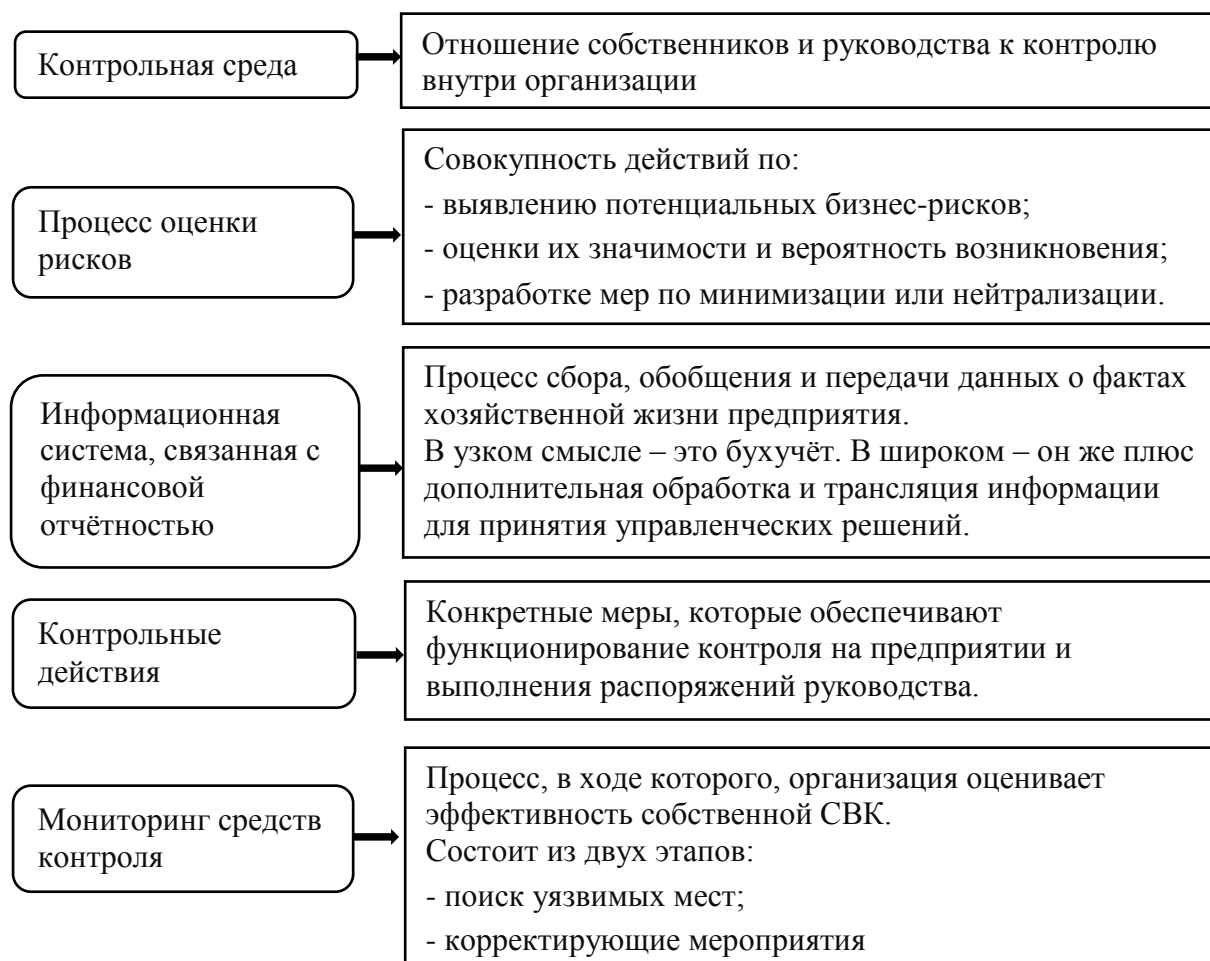 Контрольная среда
Отношение собственников и руководства к контролю
внутри организации
Процесс оценки
рисков
Совокупность действий по:
- выявлению потенциальных бизнес-рисков;
- оценки их значимости и вероятность возникновения;
- разработке мер по минимизации или нейтрализации.
Информационная
система, связанная с
финансовой
отчётностью
Процесс сбора, обобщения и передачи данных о фактах
хозяйственной жизни предприятия.
В узком смысле – это бухучёт. В широком – он же плюс
дополнительная обработка и трансляция информации
для принятия управленческих решений.
Контрольные
действия
Конкретные меры, которые обеспечивают
функционирование контроля на предприятии и
выполнения распоряжений руководства.
Мониторинг средств
контроля
Процесс, в ходе которого, организация оценивает
эффективность собственной СВК.
Состоит из двух этапов:
- поиск уязвимых мест;
- корректирующие мероприятия